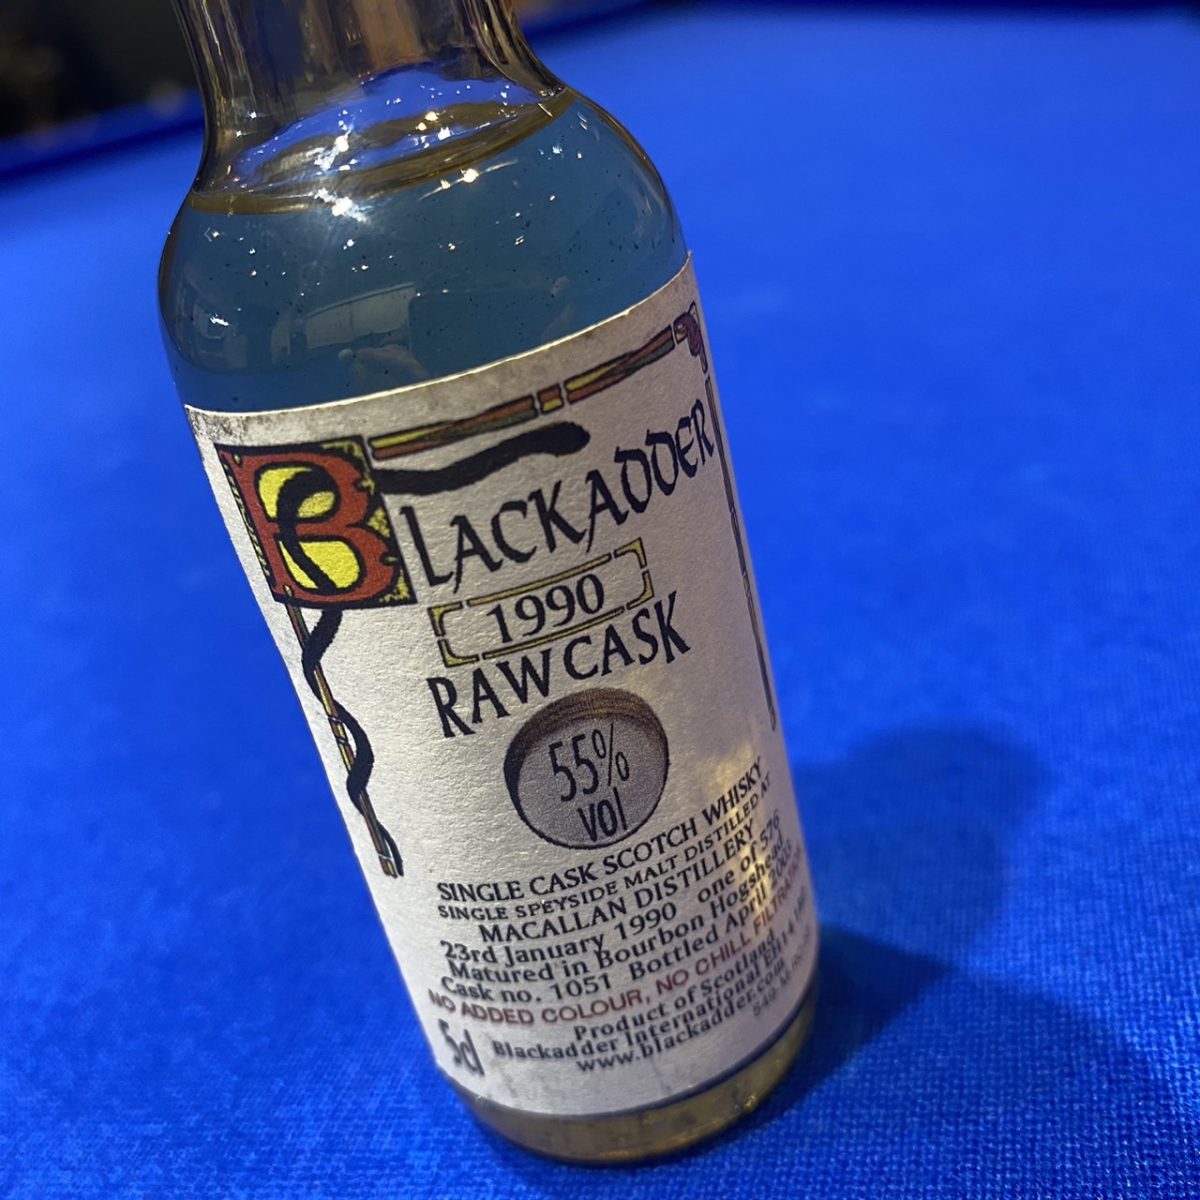 BLACKADDER
1990
RAW CASK
55%
vol
SINGLE CASK SCOTCH WHISKY
SINGLE SPEYSIDE MALT DISTILLED AT
MACALLAN DISTILLERY
23rd January 1990 one of 576
Matured in Bourbon Hogshead
Cask no. 1051 Bottled April
NO ADDED COLOUR, NO CHILL FILTRATION
Product of Scotland
Blackadder International EH14
www.blackadder.com
5cl